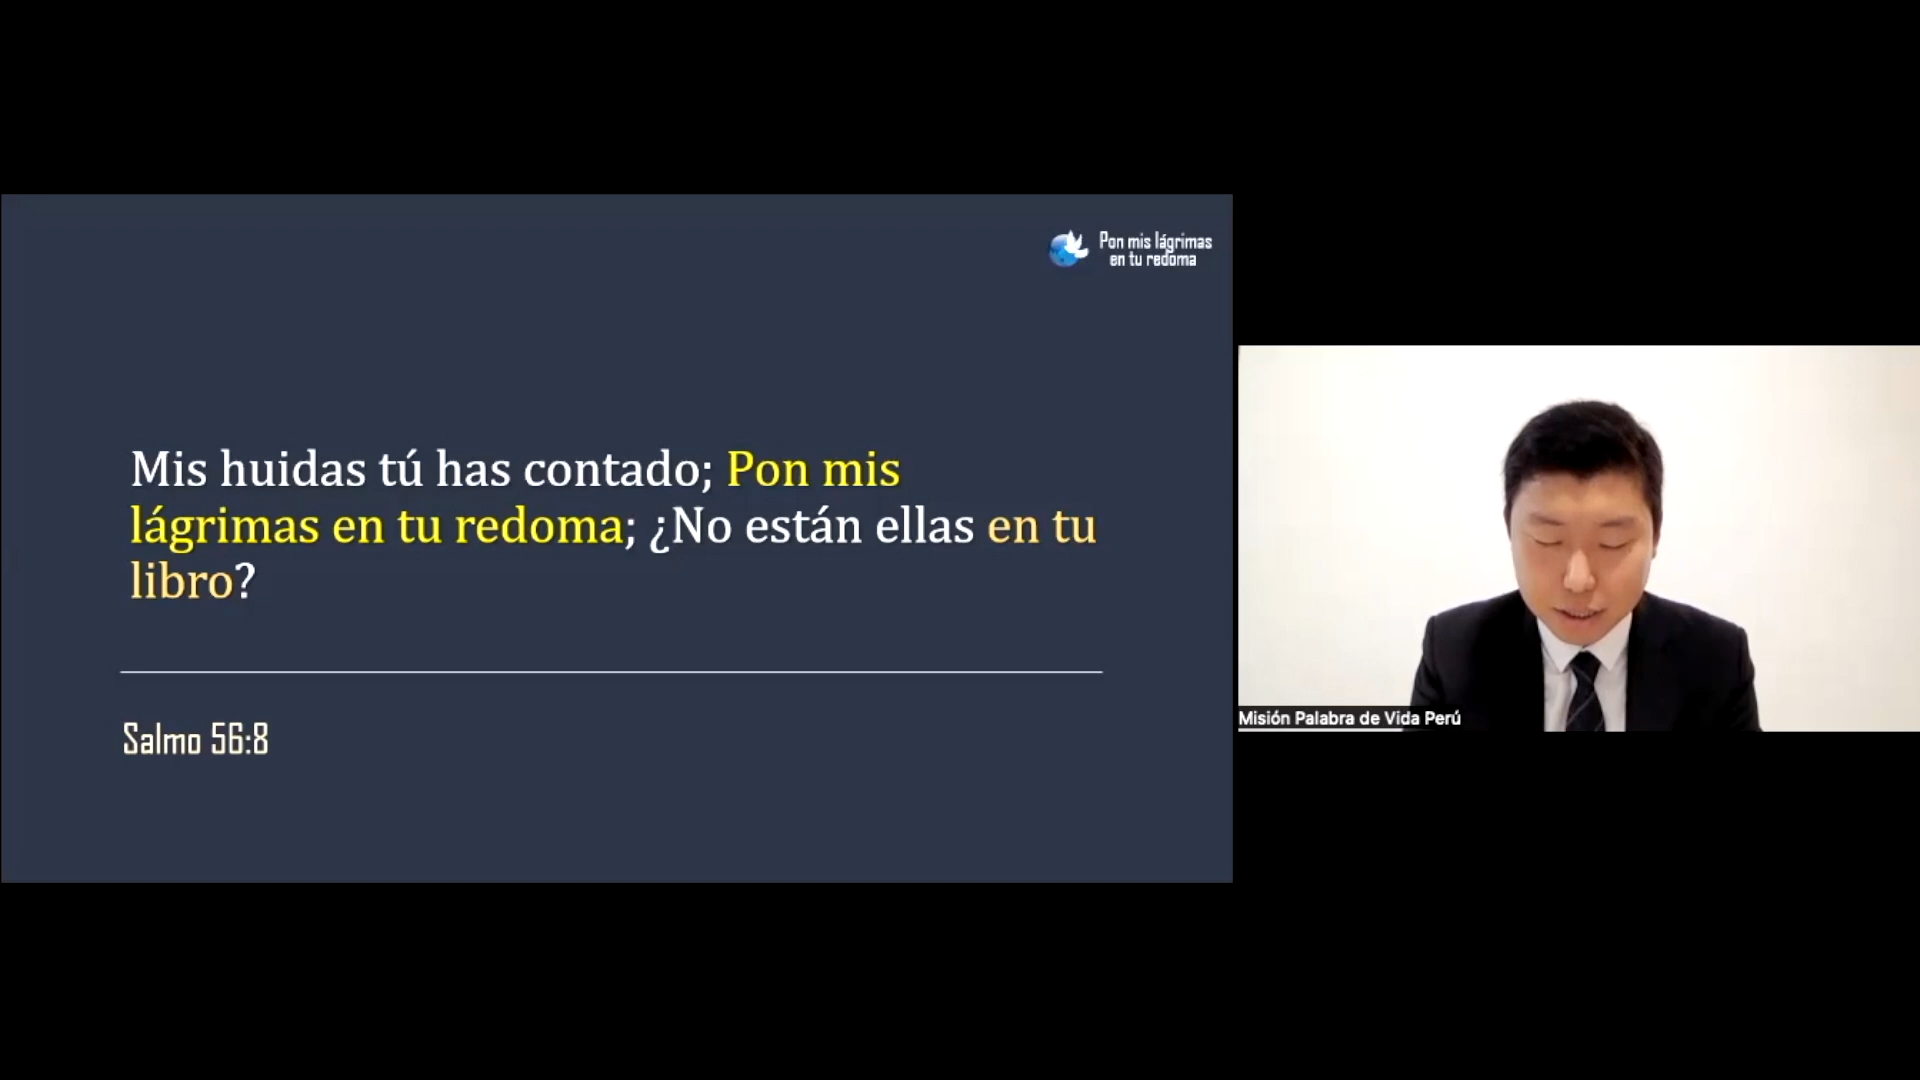 Pon mis lágrimas
en tu redoma
Mis huidas tú has contado; Pon mis
lágrimas en tu redoma; ¿No están ellas en tu
libro?
Salmo 56:8
Misión Palabra de Vida Perú